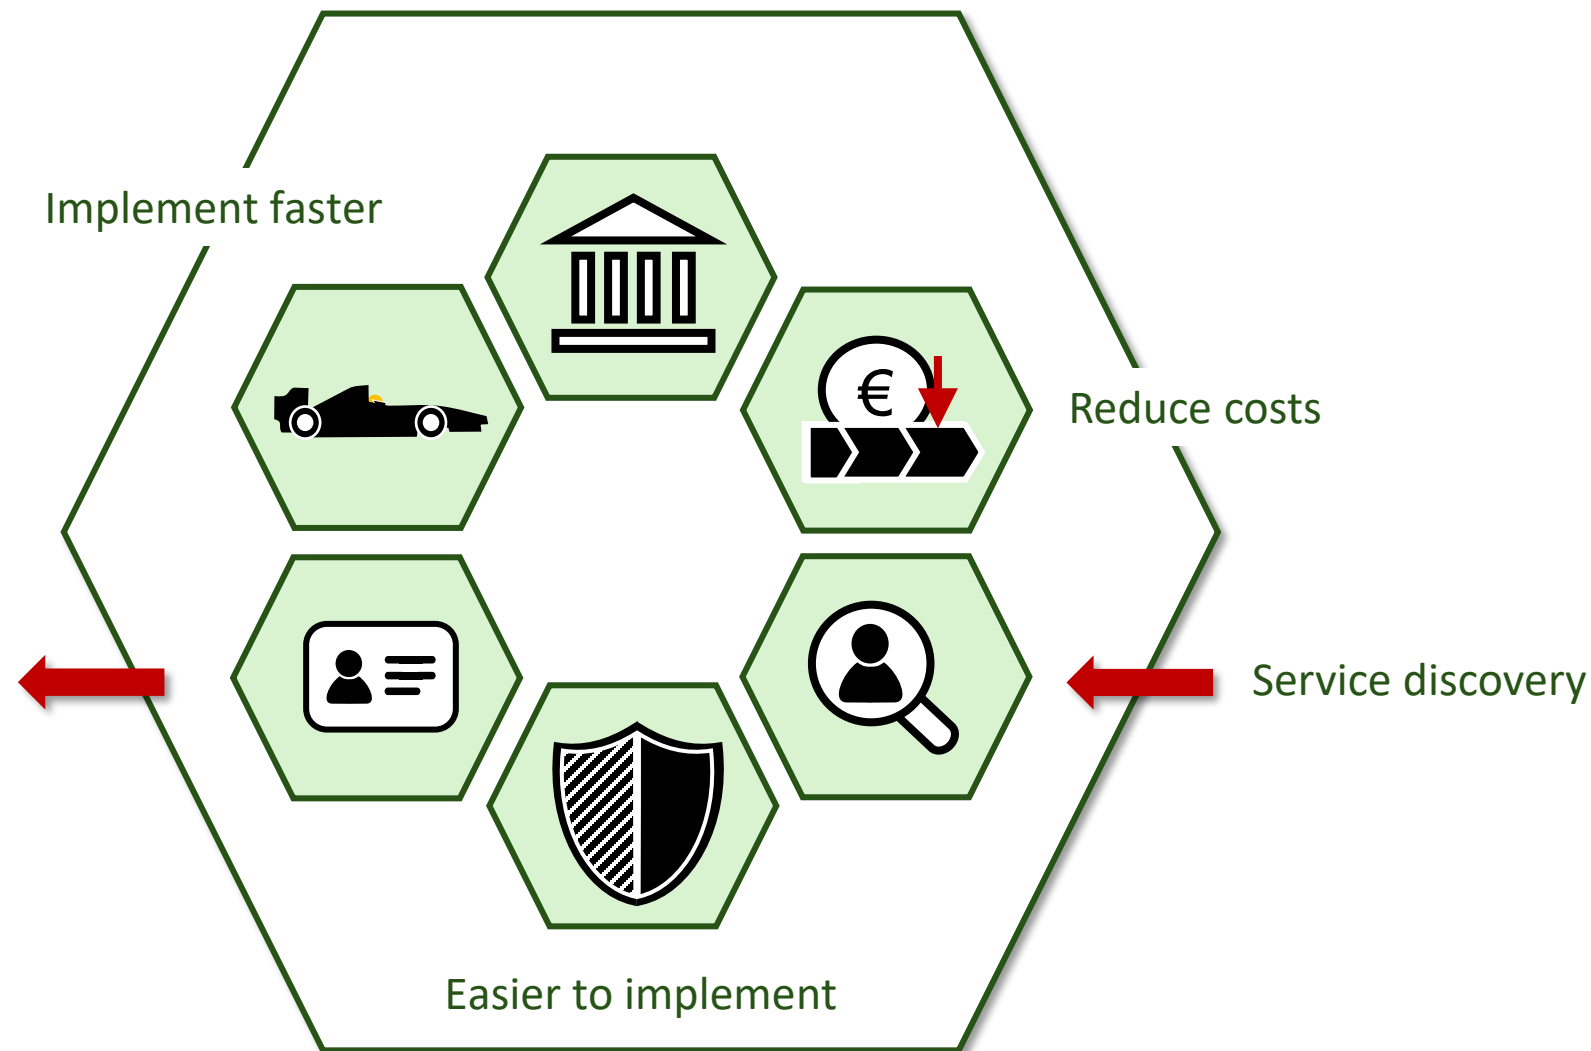 Implement faster
€
Reduce costs
Service discovery
Easier to implement